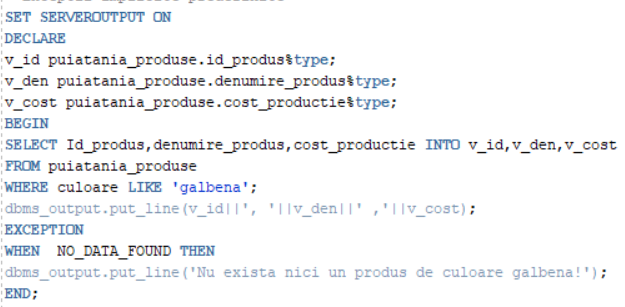 SET SERVEROUTPUT ON
DECLARE
v_id puiatania_produse.id_produs%type;
v_den puiatania_produse.denumire_produs%type;
v_cost puiatania_produse.cost_productie%type;
BEGIN
SELECT Id_produs,denumire_produs,cost_productie INTO v_id,v_den,v_cost
FROM puiatania_produse
WHERE culoare LIKE 'galbena';
dbms_output.put_line(v_id||', '||v_den||' ,'||v_cost);
EXCEPTION
WHEN  NO_DATA_FOUND THEN
dbms_output.put_line('Nu exista nici un produs de culoare galbena!');
END;